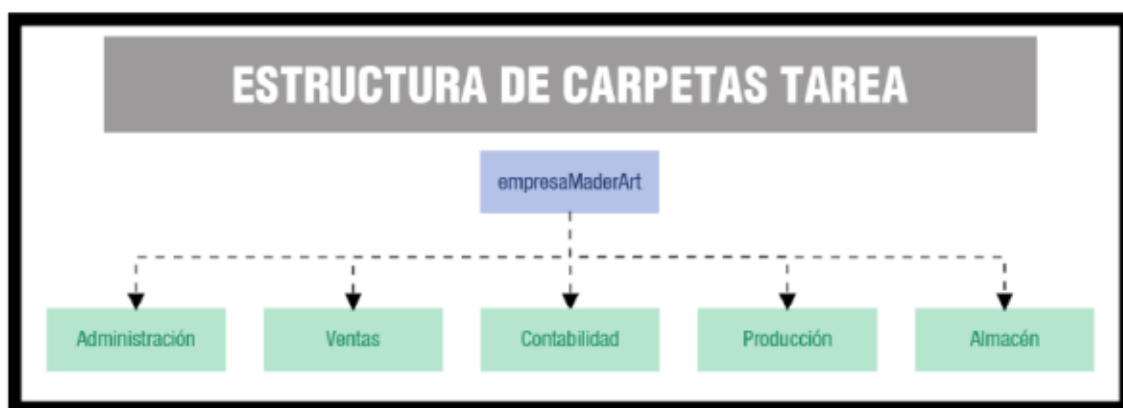 ESTRUCTURA DE CARPETAS TAREA
empresaMaderArt
Administración
Ventas
Contabilidad
Producción
Almacén